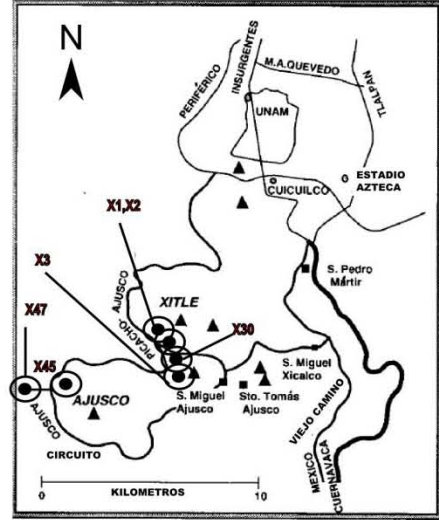 N
M.A.QUEVEDO
INSURGENTES
PERIFÉRICO
TLALPAN
UNAM
ESTADIO
AZTECA
CUICUILCO
X1,X2
X3
XITLE
S. Pedro
Mártir
PICACHO-AJUSCO
X47
X30
X45
S. Miguel
Xicalco
AJUSCO
S. Miguel
Ajusco
Sto. Tomás
Ajusco
AJUSCO
CIRCUITO
VIEJO CAMINO
MEXICO
CUERNAVACA
0
10
KILOMETROS